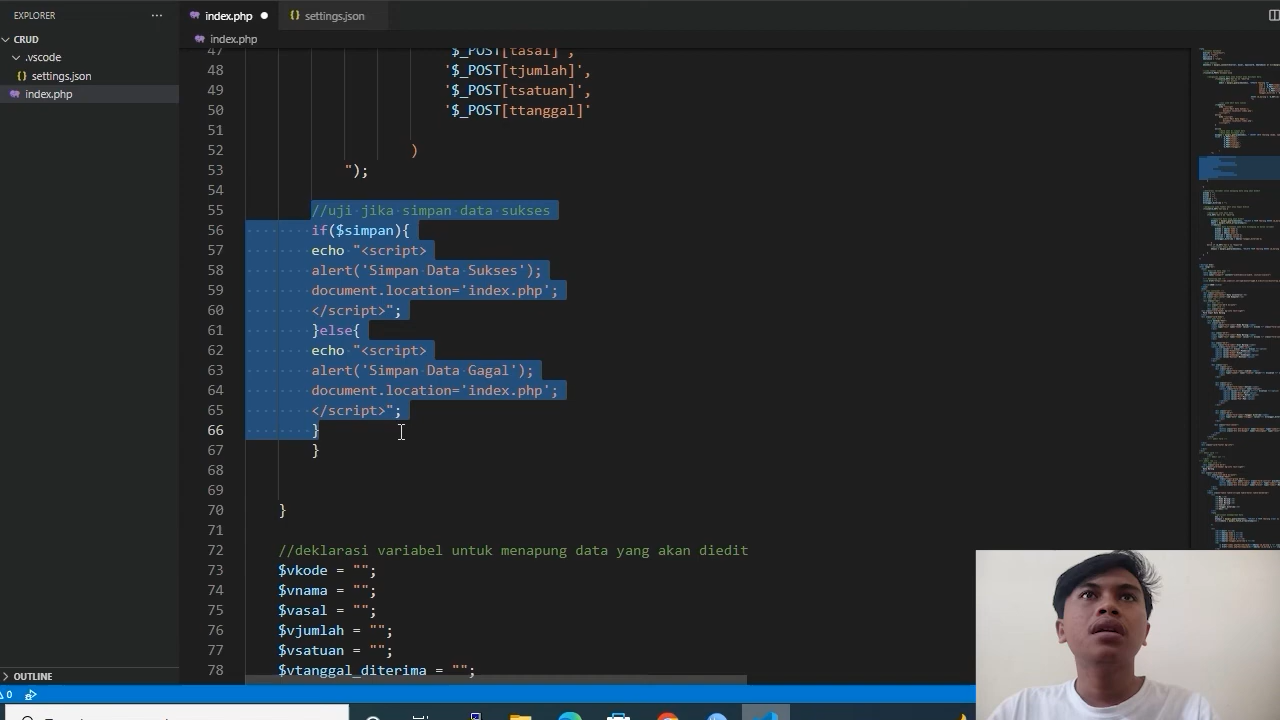 EXPLORER
index.php
settings.json
CRUD
index.php
.vscode
settings.json
index.php
47 '$_POST[tasal]',
48 '$_POST[tjumlah]',
49 '$_POST[tsatuan]',
50 '$_POST[ttanggal]'
51
52 )
53 ");
54
55 //uji jika simpan data sukses
56 if($simpan){
57 echo "<script>
58 alert('Simpan Data Sukses');
59 document.location='index.php';
60 </script>";
61 }else{
62 echo "<script>
63 alert('Simpan Data Gagal');
64 document.location='index.php';
65 </script>";
66 }
67 }
68
69
70 }
71
72 //deklarasi variabel untuk menapung data yang akan diedit
73 $vkode = "";
74 $vnama = "";
75 $vasal = "";
76 $vjumlah = "";
77 $vsatuan = "";
78 $vtanggal_diterima = "";
OUTLINE
0